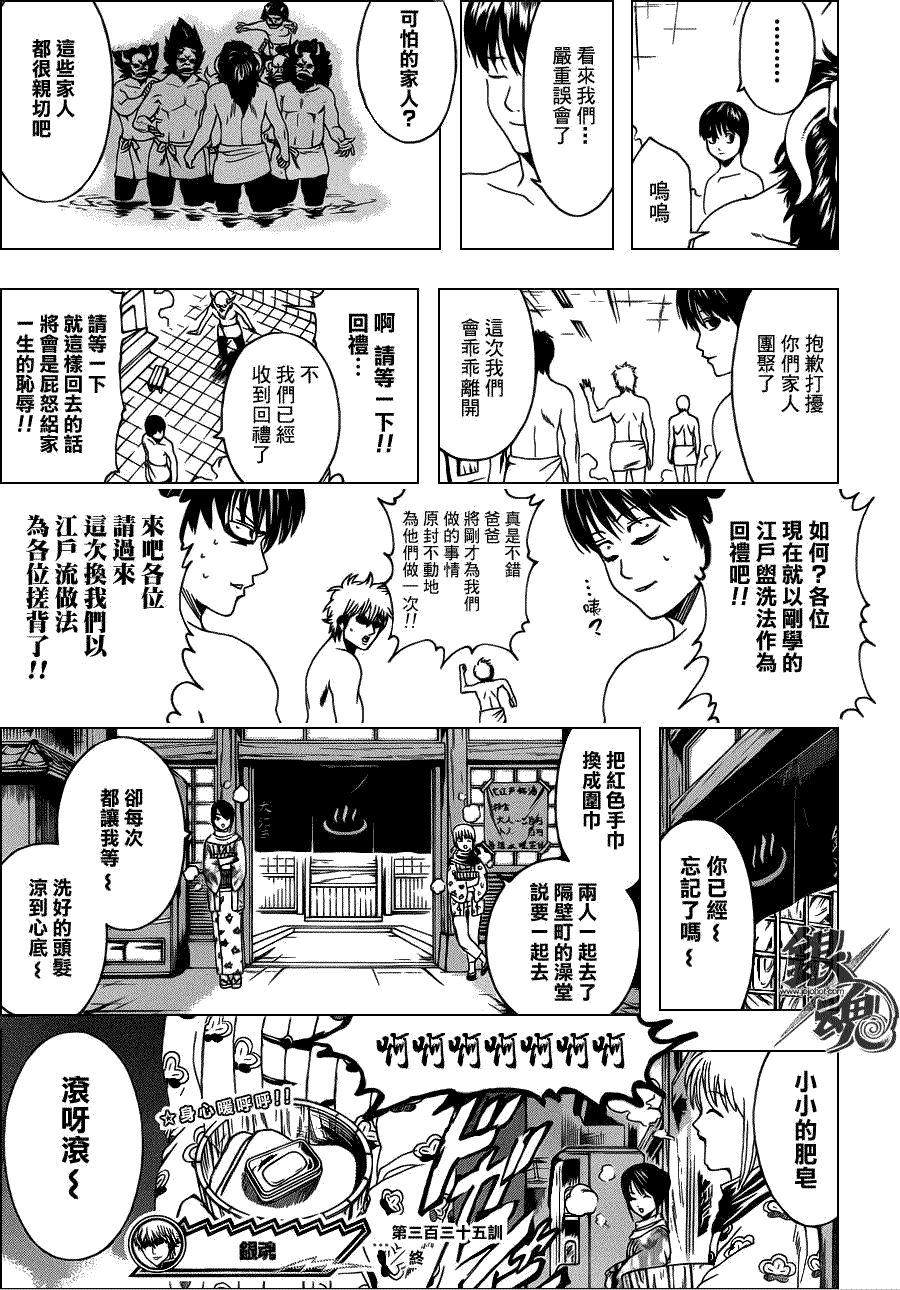 ………
嗚嗚
看來我們…
嚴重誤會了
可怕的家人？
這些家人
都很親切吧
抱歉打擾
你們家人
團聚了
這次我們
會乖乖離開
啊 請等一下!!
回禮…
不
我們已經
收到回禮了
請等一下
就這樣回去的話
將會是屁怒絽家
一生的恥辱!!
如何？各位
現在就以剛學的
江戶盥洗法作為
回禮吧!!
咦？
真是不錯
爸爸
將剛才為我們
做的事情
原封不動地
為他們做一次!!
來吧各位
請過來
這次換我們以
江戶流做法
為各位搓背了!!
你已經～
忘記了嗎～
把紅色手巾
換成圍巾
兩人一起去了
隔壁町的澡堂
説要一起去
卻每次
都讓我等～
洗好的頭髮
涼到心底～
銀魂
小小的肥皂
啊啊啊啊啊啊啊
☆身心暖呼呼!!
滾呀滾～
銀魂
第三百三十五訓
終